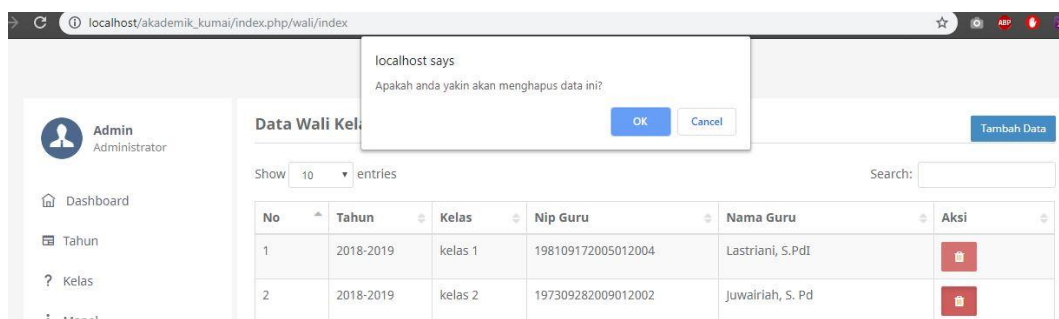 localhost/akademik_kumai/index.php/wali/index
ABP
localhost says
Apakah anda yakin akan menghapus data ini?
OK Cancel
Admin
Administrator
Data Wali
Tambah Data
Show 10 entries
Search:
Dashboard
Tahun
Kelas
No Tahun Kelas Nip Guru Nama Guru Aksi
1 2018-2019 kelas 1 198109172005012004 Lastriani, S.PdI
2 2018-2019 kelas 2 197309282009012002 Juwairiah, S. Pd